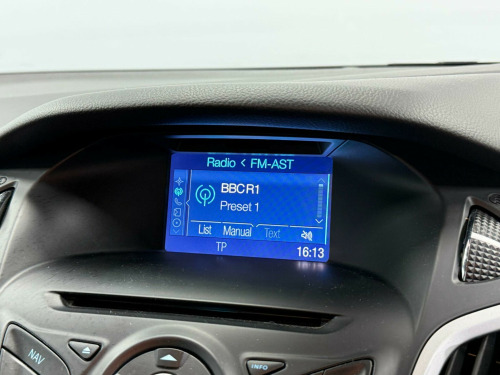 Radio < FM-AST
BBC R1
Preset 1
List Manual Text
TP 16:13
NAV
INFO